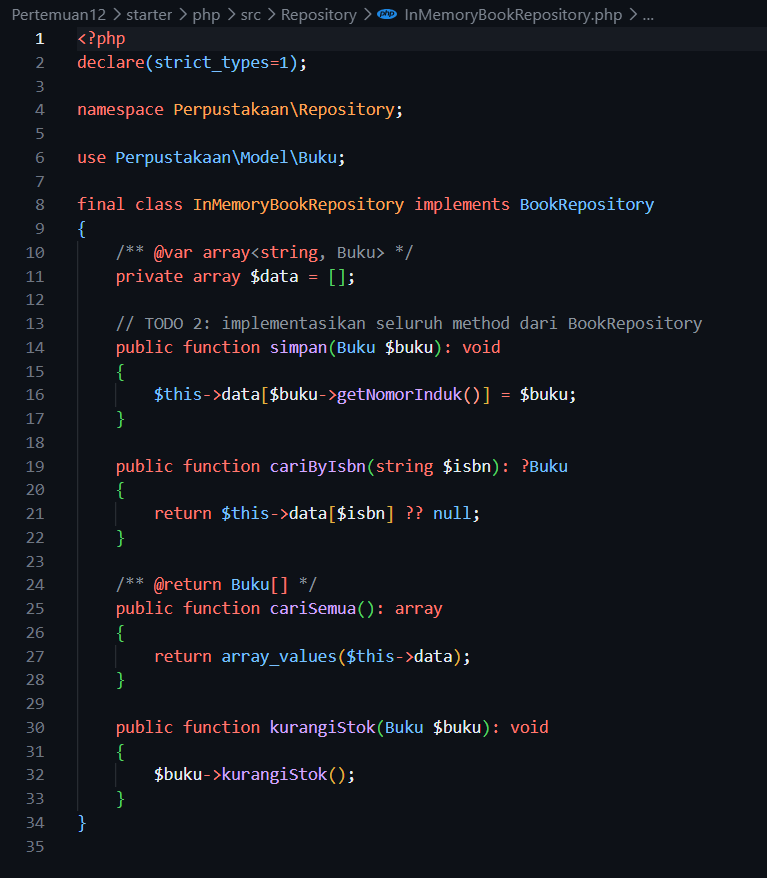 Pertemuan12 > starter > php > src > Repository > php InMemoryBookRepository.php > ...
1 <?php
2 declare(strict_types=1);
3
4 namespace Perpustakaan\Repository;
5
6 use Perpustakaan\Model\Buku;
7
8 final class InMemoryBookRepository implements BookRepository
9 {
10     /** @var array<string, Buku> */
11     private array $data = [];
12
13     // TODO 2: implementasikan seluruh method dari BookRepository
14     public function simpan(Buku $buku): void
15     {
16         $this->data[$buku->getNomorInduk()] = $buku;
17     }
18
19     public function cariByIsbn(string $isbn): ?Buku
20     {
21         return $this->data[$isbn] ?? null;
22     }
23
24     /** @return Buku[] */
25     public function cariSemua(): array
26     {
27         return array_values($this->data);
28     }
29
30     public function kurangiStok(Buku $buku): void
31     {
32         $buku->kurangiStok();
33     }
34 }
35